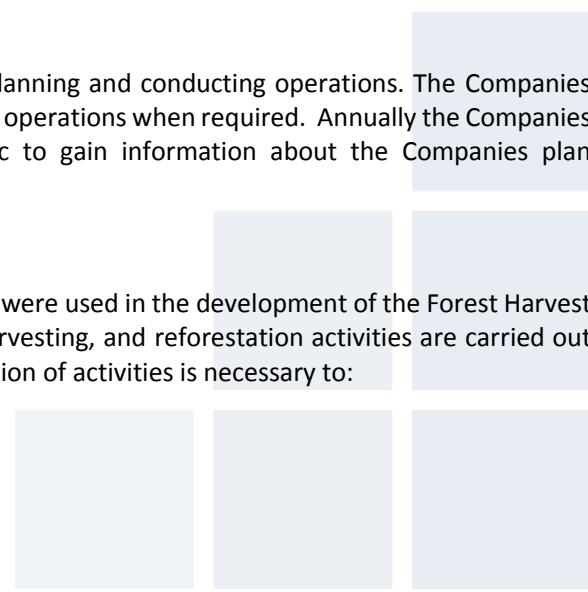 lanning and conducting operations. The Companies
operations when required. Annually the Companies
c to gain information about the Companies plan
were used in the development of the Forest Harvest
rvesting, and reforestation activities are carried out
ion of activities is necessary to: